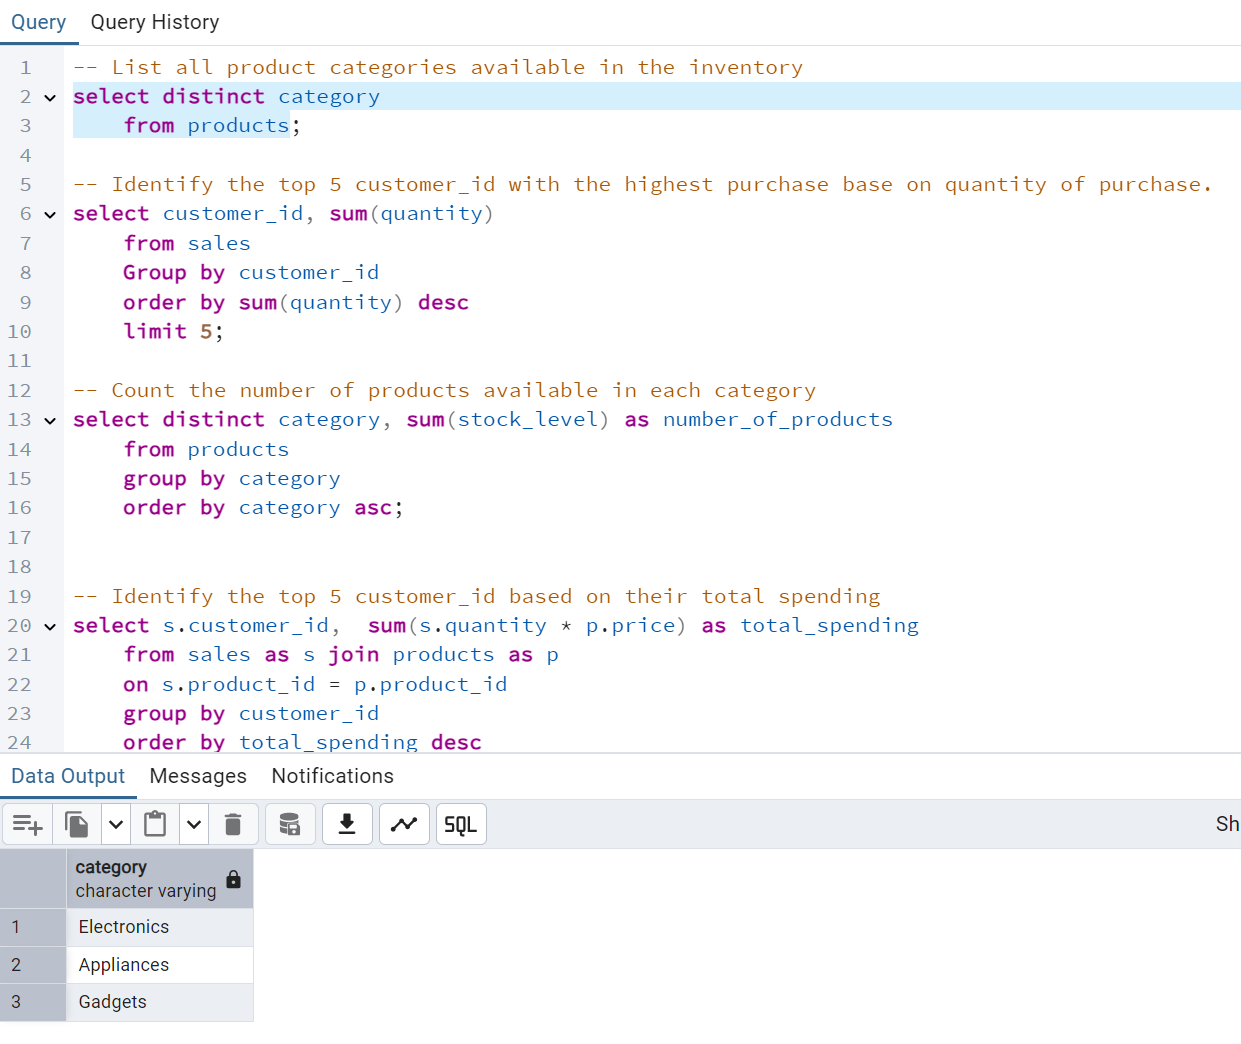 Query Query History
1 -- List all product categories available in the inventory
2 select distinct category
3 from products;
4
5 -- Identify the top 5 customer_id with the highest purchase base on quantity of purchase.
6 select customer_id, sum(quantity)
7 from sales
8 Group by customer_id
9 order by sum(quantity) desc
10 limit 5;
11
12 -- Count the number of products available in each category
13 select distinct category, sum(stock_level) as number_of_products
14 from products
15 group by category
16 order by category asc;
17
18
19 -- Identify the top 5 customer_id based on their total spending
20 select s.customer_id,  sum(s.quantity * p.price) as total_spending
21 from sales as s join products as p
22 on s.product_id = p.product_id
23 group by customer_id
24 order by total_spending desc
Data Output Messages Notifications
SQL Sh
category
character varying
1 Electronics
2 Appliances
3 Gadgets